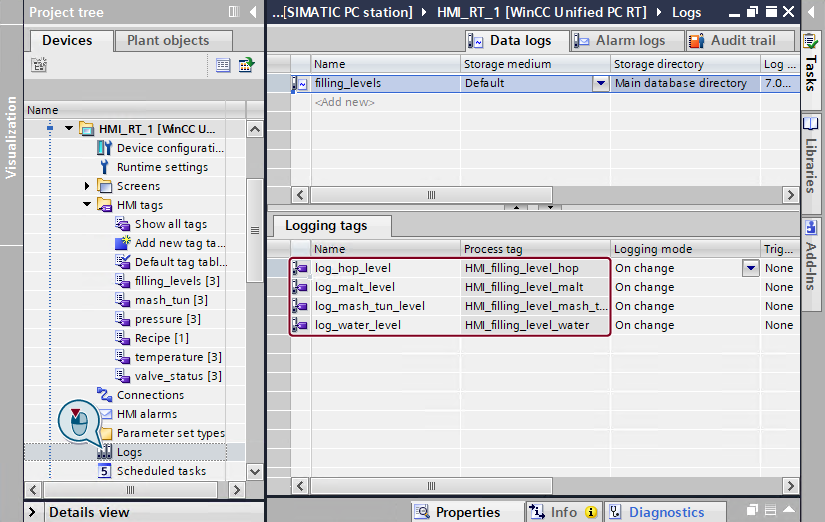 Project tree
Devices
Plant objects
Visualization
Name
HMI_RT_1 [WinCC U...
Device configurati...
Runtime settings
Screens
HMI tags
Show all tags
Add new tag ta...
Default tag tabl...
filling_levels [3]
mash_tun [3]
pressure [3]
Recipe [1]
temperature [3]
valve_status [3]
Connections
HMI alarms
Parameter set types
Logs
Scheduled tasks
Details view
...[SIMATIC PC station] HMI_RT_1 [WinCC Unified PC RT] Logs
Data logs Alarm logs Audit trail
Name Storage medium Storage directory Log ...
filling_levels Default Main database directory 7.0...
<Add new>
Logging tags
Name Process tag Logging mode Trig...
log_hop_level HMI_filling_level_hop On change None
log_malt_level HMI_filling_level_malt On change None
log_mash_tun_level HMI_filling_level_mash_t... On change None
log_water_level HMI_filling_level_water On change None
Properties Info Diagnostics
Tasks
Libraries
Add-Ins